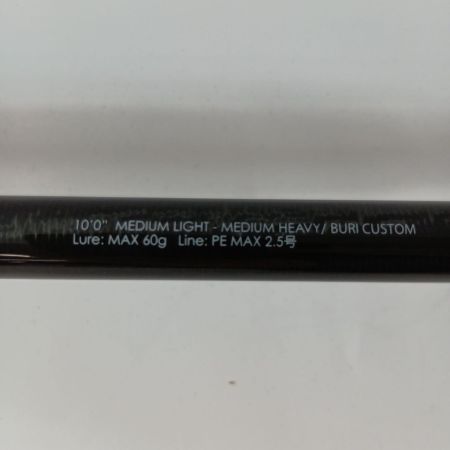 10'0" MEDIUM LIGHT - MEDIUM HEAVY/ BURI CUSTOM
Lure: MAX 60g Line: PE MAX 2.5号